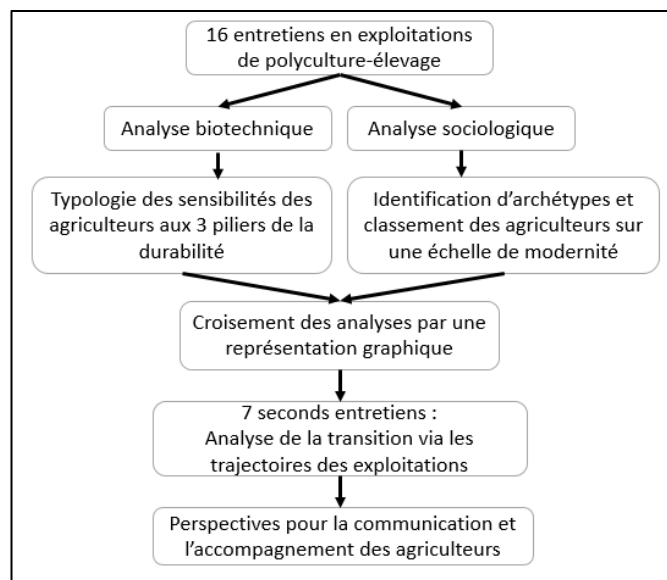 16 entretiens en exploitations
de polyculture-élevage
Analyse biotechnique
Analyse sociologique
Typologie des sensibilités des
agriculteurs aux 3 piliers de la
durabilité
Identification d’archétypes et
classement des agriculteurs sur
une échelle de modernité
Croisement des analyses par une
représentation graphique
7 seconds entretiens :
Analyse de la transition via les
trajectoires des exploitations
Perspectives pour la communication et
l’accompagnement des agriculteurs